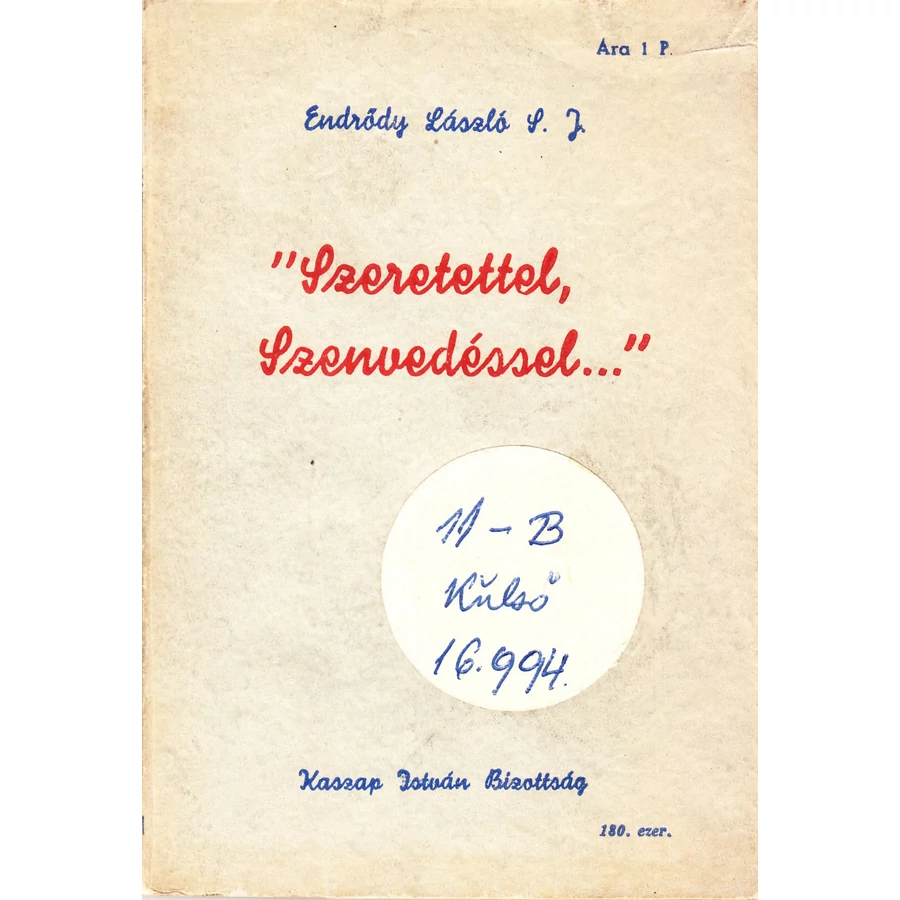 Ára 1 P.
Endrődy László S. J.
"Szeretettel,
Szenvedéssel..."
11 - B
Külső
16.994.
Kaszap István Bizottság
180. ezer.